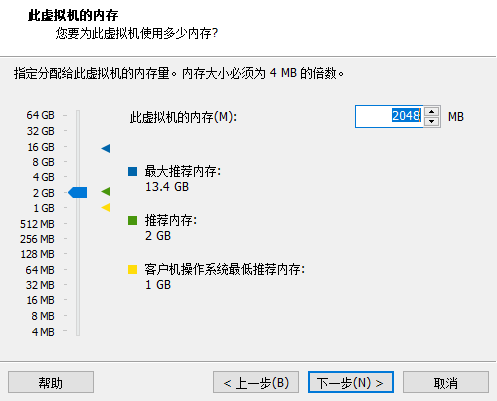 此虚拟机的内存
您要为此虚拟机使用多少内存?
指定分配给此虚拟机的内存量。内存大小必须为 4 MB 的倍数。
此虚拟机的内存(M):
2048
MB
64 GB
32 GB
16 GB
8 GB
4 GB
2 GB
1 GB
512 MB
256 MB
128 MB
64 MB
32 MB
16 MB
8 MB
4 MB
最大推荐内存:
13.4 GB
推荐内存:
2 GB
客户机操作系统最低推荐内存:
1 GB
帮助
< 上一步(B)
下一步(N) >
取消